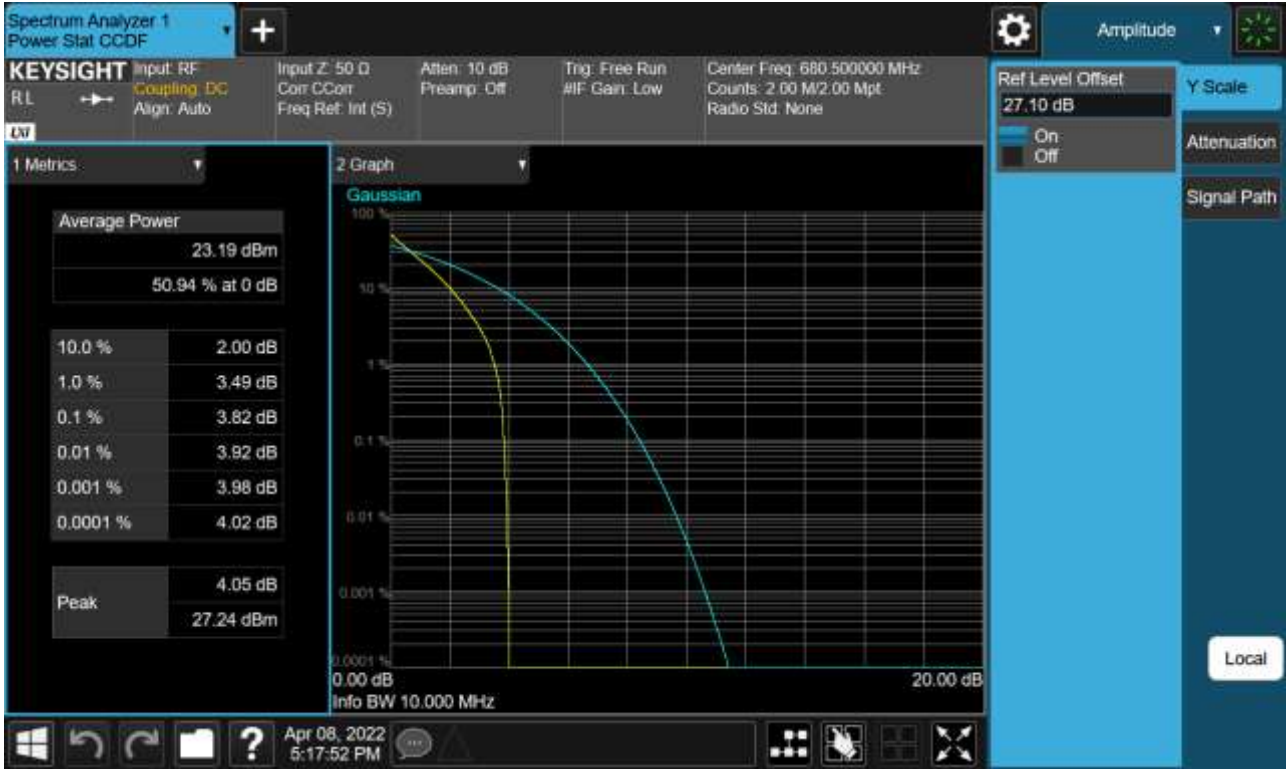 Spectrum Analyzer 1
Power Stat CCDF
Amplitude
KEYSIGHT
RL
LXI
Input: RF
Coupling: DC
Align: Auto
Input Z: 50 Ω
Corr CCorr
Freq Ref: Int (S)
Atten: 10 dB
Preamp: Off
Trig: Free Run
#IF Gain: Low
Center Freq: 680.500000 MHz
Counts: 2.00 M/2.00 Mpt
Radio Std: None
Ref Level Offset
27.10 dB
On
Off
Y Scale
Attenuation
Signal Path
Local
1 Metrics
Average Power
23.19 dBm
50.94 % at 0 dB
10.0 % 2.00 dB
1.0 % 3.49 dB
0.1 % 3.82 dB
0.01 % 3.92 dB
0.001 % 3.98 dB
0.0001 % 4.02 dB
Peak
4.05 dB
27.24 dBm
2 Graph
Gaussian
100 %
10 %
1 %
0.1 %
0.01 %
0.001 %
0.0001 %
0.00 dB
20.00 dB
Info BW 10.000 MHz
?
Apr 08, 2022
5:17:52 PM